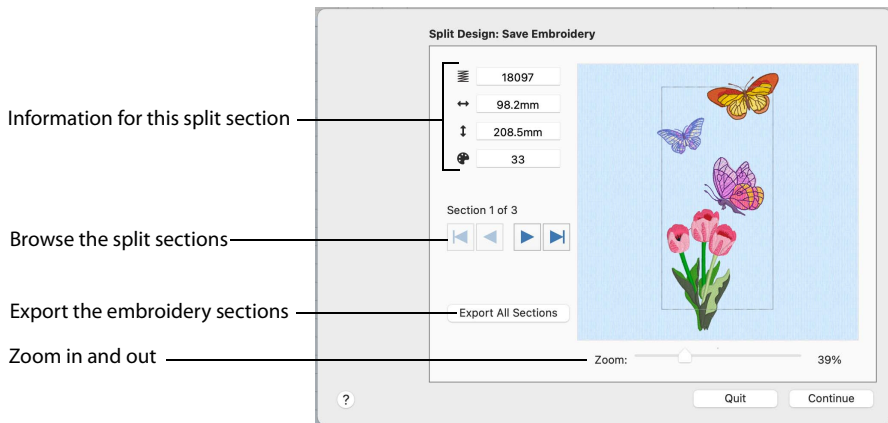 Split Design: Save Embroidery
18097
98.2mm
Information for this split section
208.5mm
33
Section 1 of 3
Browse the split sections
Export the embroidery sections
Export All Sections
Zoom in and out
Zoom:
39%
?
Quit
Continue